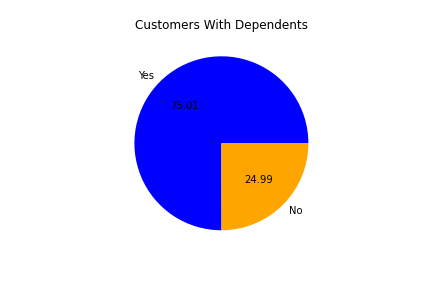 Customers With Dependents
Yes
75.01
24.99
No